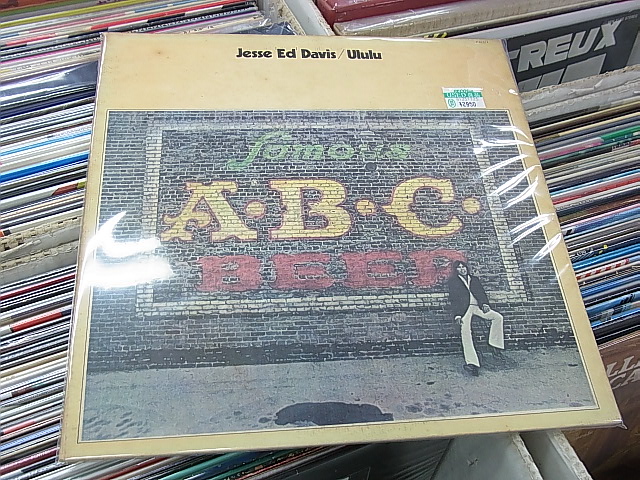 Jesse Ed Davis/Ululu
¥2950
famous
A·B·C·
BEER
TREUX